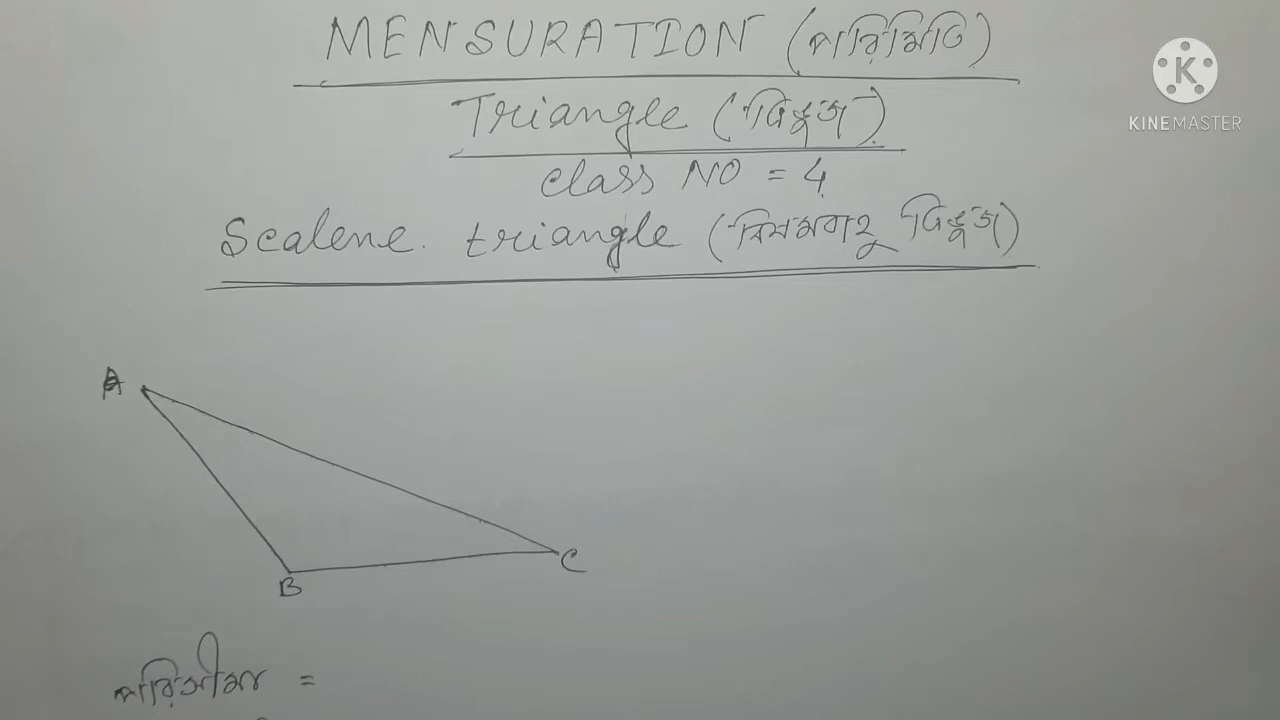 MENSURATION (পরিমিতি)
Triangle (ত্রিভুজ)
class NO = 4
Scalene. triangle (বিষমবাহু ত্রিভুজ)
A
B
C
পরিসীমা =
KINEMASTER